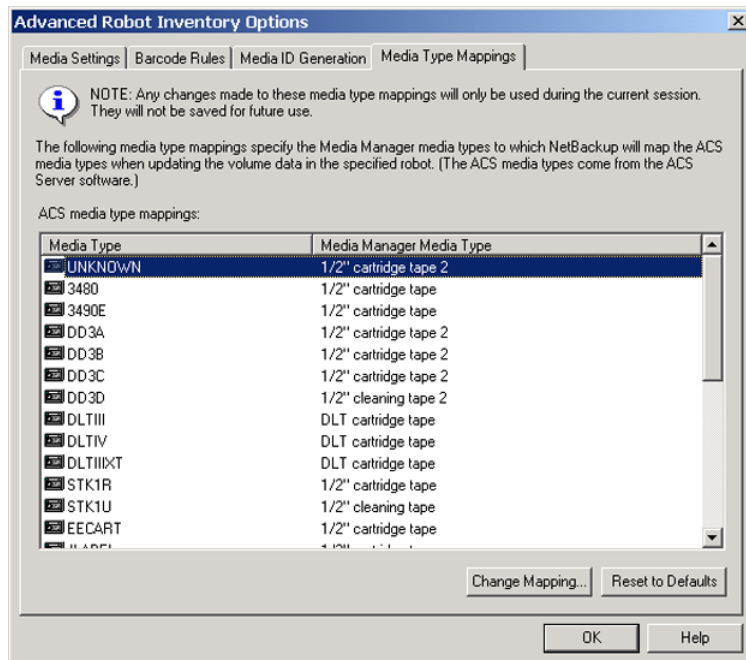 Advanced Robot Inventory Options
Media Settings Barcode Rules Media ID Generation Media Type Mappings
NOTE: Any changes made to these media type mappings will only be used during the current session.
They will not be saved for future use.
The following media type mappings specify the Media Manager media types to which NetBackup will map the ACS
media types when updating the volume data in the specified robot. (The ACS media types come from the ACS
Server software.)
ACS media type mappings:
Media Type Media Manager Media Type
UNKNOWN 1/2" cartridge tape 2
3480 1/2" cartridge tape
3490E 1/2" cartridge tape
DD3A 1/2" cartridge tape 2
DD3B 1/2" cartridge tape 2
DD3C 1/2" cartridge tape 2
DD3D 1/2" cleaning tape 2
DLTIII DLT cartridge tape
DLTIV DLT cartridge tape
DLTIIIXT DLT cartridge tape
STK1R 1/2" cartridge tape
STK1U 1/2" cleaning tape
EECART 1/2" cartridge tape
Change Mapping... Reset to Defaults
OK Help